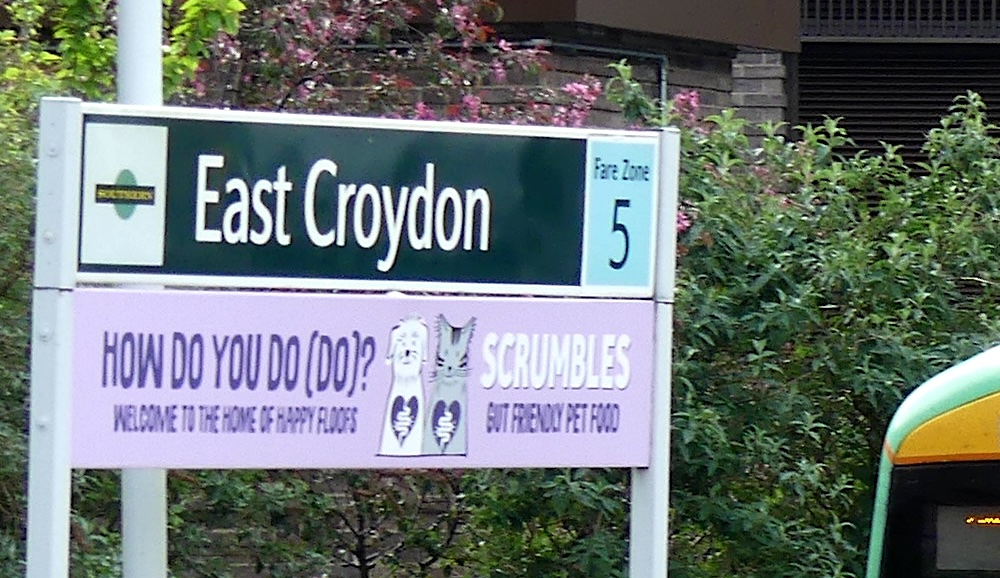 SOUTHERN
East Croydon
Fare Zone
5
HOW DO YOU DO (DO)?
WELCOME TO THE HOME OF HAPPY FLOOFS
SCRUMBLES
GUT FRIENDLY PET FOOD